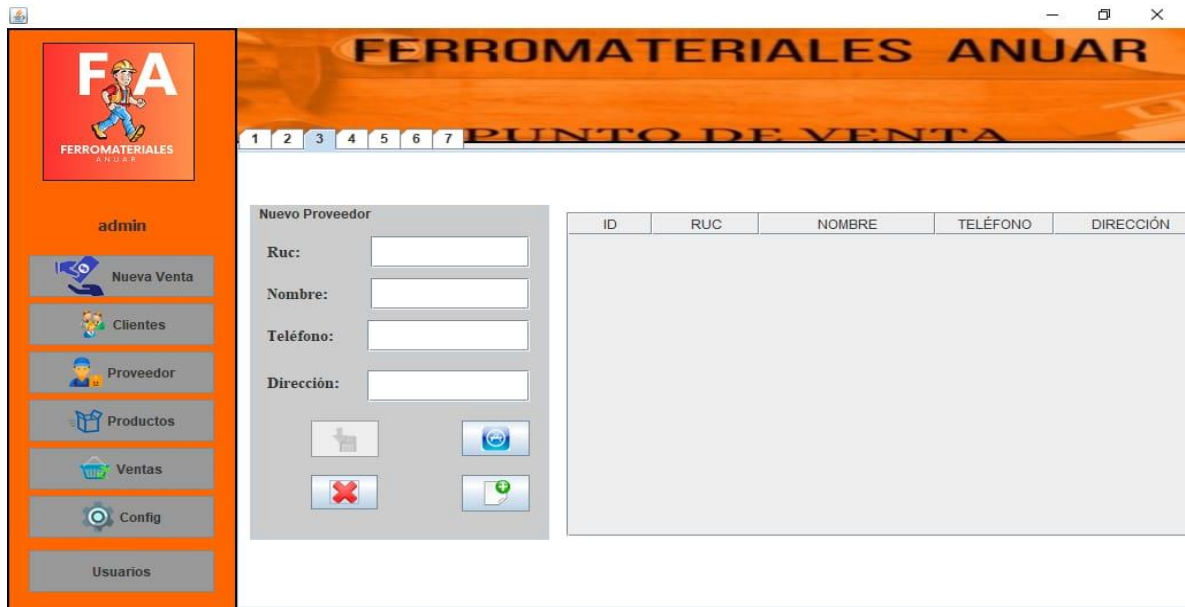 FA
FERROMATERIALES
ANUAR
FERROMATERIALES ANUAR
PUNTO DE VENTA
1 2 3 4 5 6 7
admin
Nueva Venta
Clientes
Proveedor
Productos
Ventas
Config
Usuarios
Nuevo Proveedor
Ruc:
Nombre:
Teléfono:
Dirección:
ID RUC NOMBRE TELÉFONO DIRECCIÓN